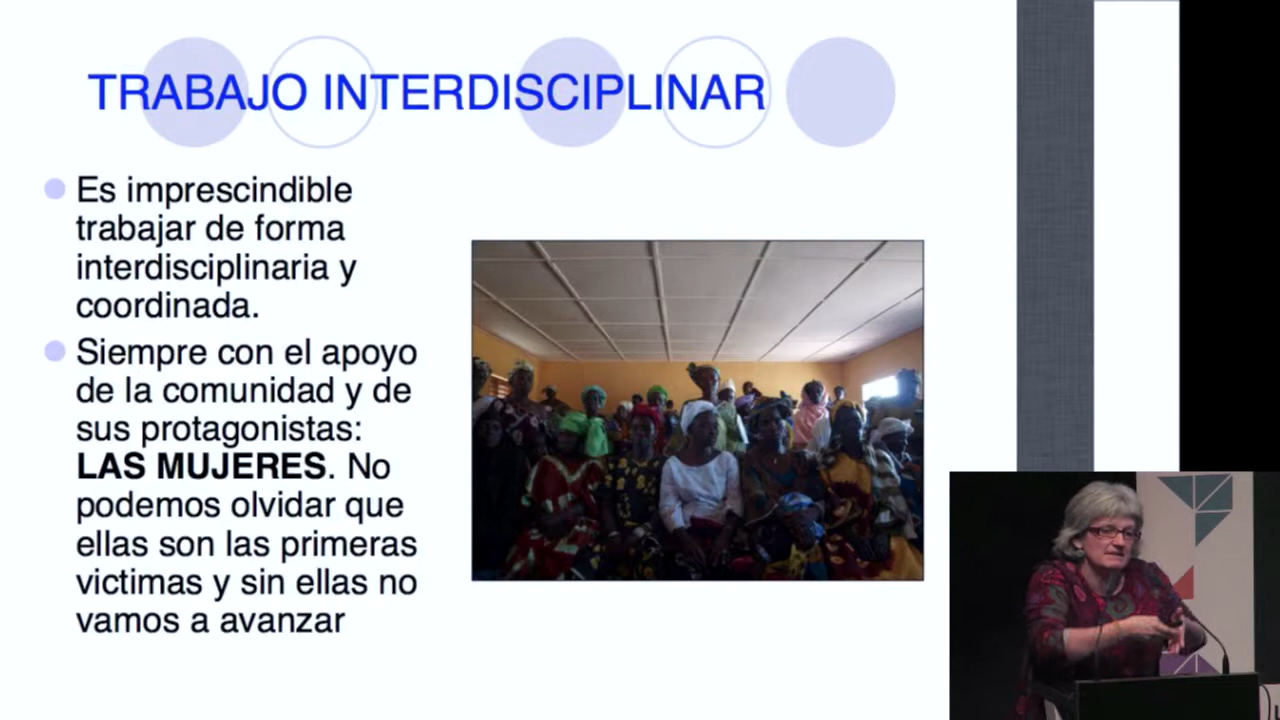 TRABAJO INTERDISCIPLINAR
Es imprescindible
trabajar de forma
interdisciplinaria y
coordinada.
Siempre con el apoyo
de la comunidad y de
sus protagonistas:
LAS MUJERES. No
podemos olvidar que
ellas son las primeras
victimas y sin ellas no
vamos a avanzar